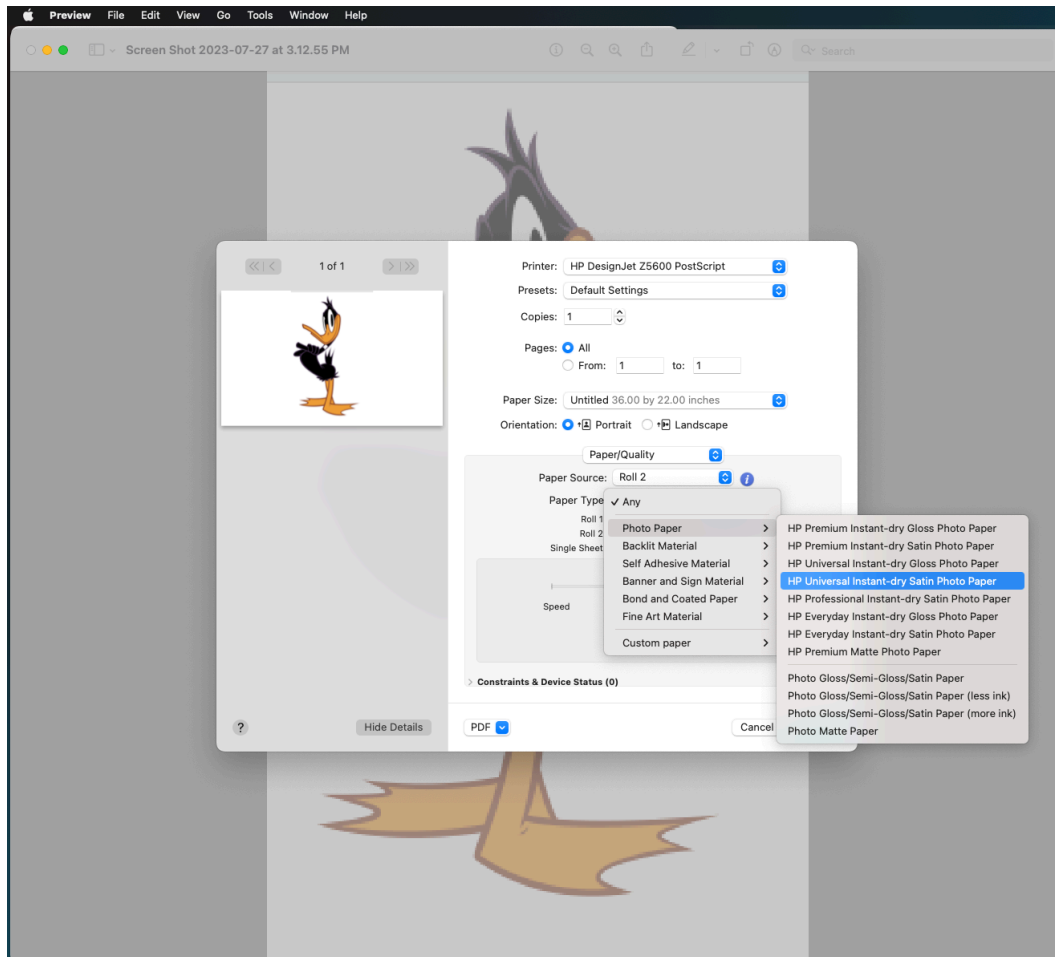 Preview File Edit View Go Tools Window Help
Screen Shot 2023-07-27 at 3.12.55 PM
Search
1 of 1
Printer: HP DesignJet Z5600 PostScript
Presets: Default Settings
Copies: 1
Pages: All
From: 1 to: 1
Paper Size: Untitled 36.00 by 22.00 inches
Orientation: Portrait Landscape
Paper/Quality
Paper Source: Roll 2
Paper Type
Any
Roll 1
Roll 2
Single Sheet
Photo Paper
Backlit Material
Self Adhesive Material
Banner and Sign Material
Bond and Coated Paper
Fine Art Material
Custom paper
HP Premium Instant-dry Gloss Photo Paper
HP Premium Instant-dry Satin Photo Paper
HP Universal Instant-dry Gloss Photo Paper
HP Universal Instant-dry Satin Photo Paper
HP Professional Instant-dry Satin Photo Paper
HP Everyday Instant-dry Gloss Photo Paper
HP Everyday Instant-dry Satin Photo Paper
HP Premium Matte Photo Paper
Photo Gloss/Semi-Gloss/Satin Paper
Photo Gloss/Semi-Gloss/Satin Paper (less ink)
Photo Gloss/Semi-Gloss/Satin Paper (more ink)
Photo Matte Paper
Speed
Constraints & Device Status (0)
? Hide Details PDF Cancel